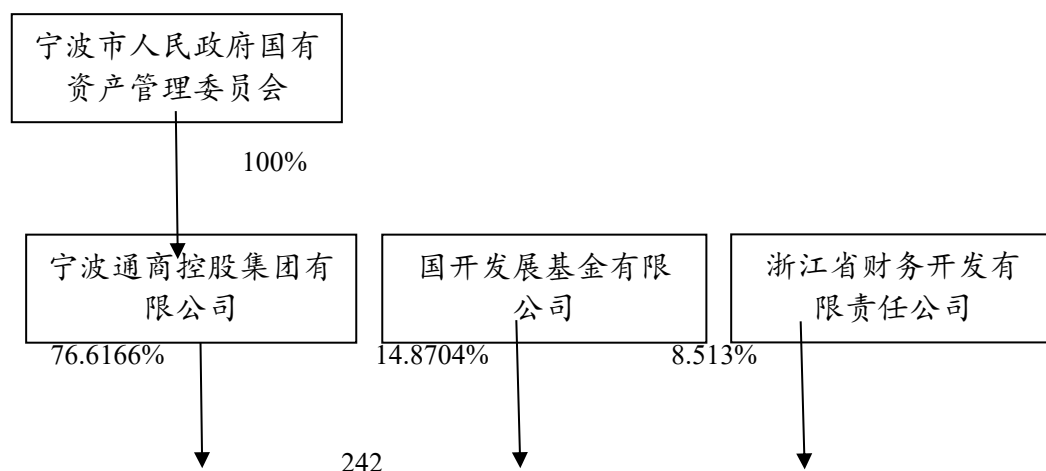 宁波市人民政府国有
资产管理委员会
100%
宁波通商控股集团有
限公司
国开发展基金有限
公司
浙江省财务开发有
限责任公司
76.6166%
14.8704%
8.513%
242